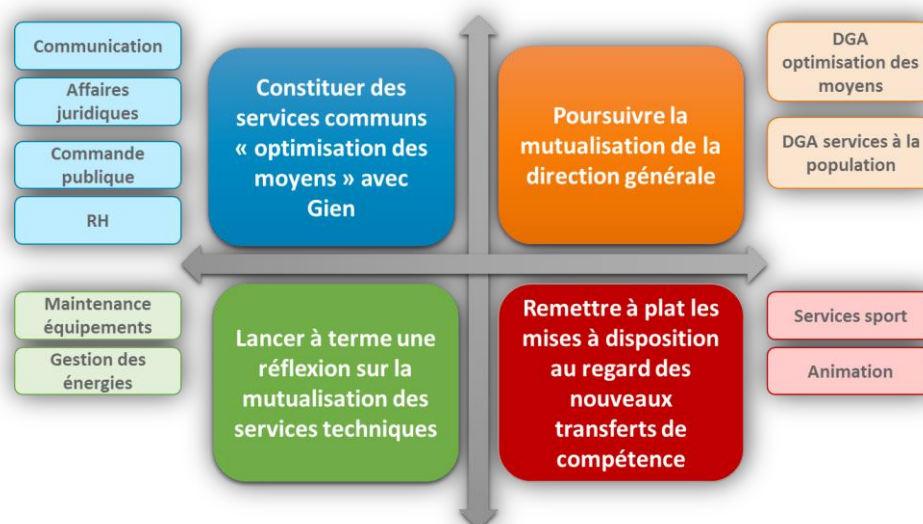 Communication
Affaires
juridiques
Commande
publique
RH
Constituer des
services communs
« optimisation des
moyens » avec
Gien
Poursuivre la
mutualisation de la
direction générale
DGA
optimisation des
moyens
DGA services à la
population
Maintenance
équipements
Gestion des
énergies
Lancer à terme une
réflexion sur la
mutualisation des
services techniques
Remettre à plat les
mises à disposition
au regard des
nouveaux
transferts de
compétence
Services sport
Animation